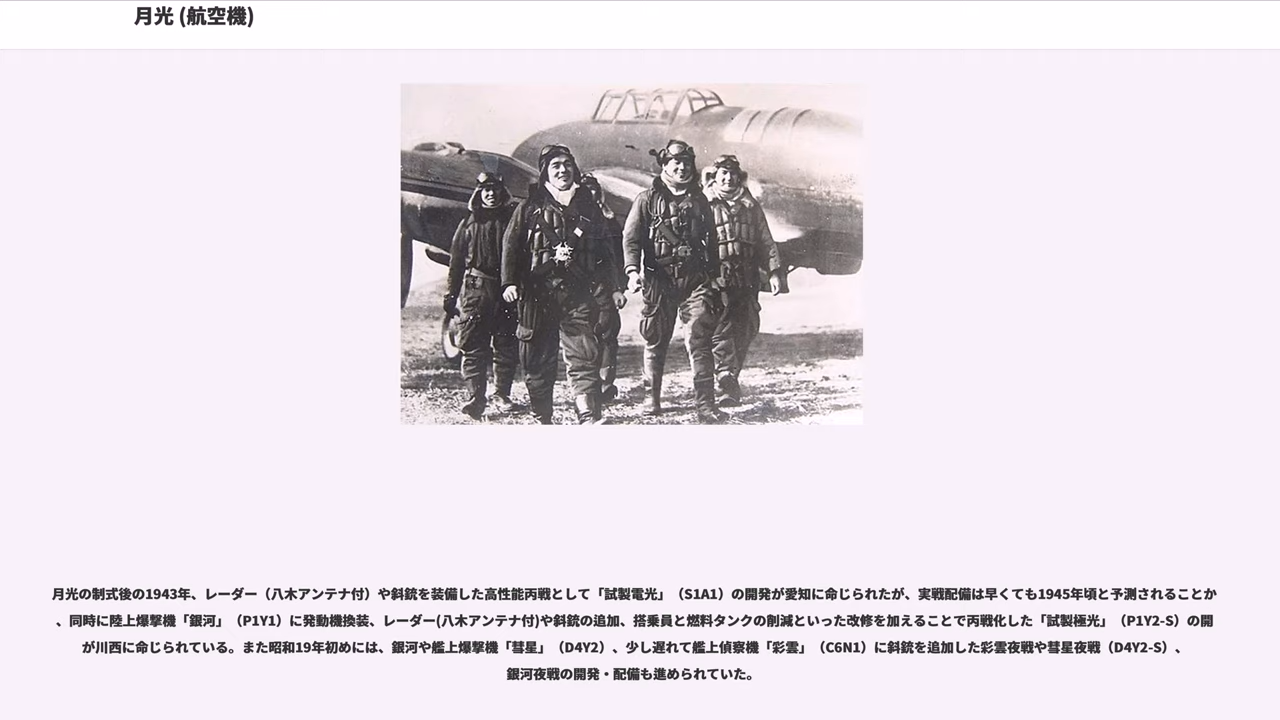 月光 (航空機)
月光の制式後の1943年、レーダー（八木アンテナ付）や斜銃を装備した高性能丙戦として「試製電光」（S1A1）の開発が愛知に命じられたが、実戦配備は早くても1945年頃と予測されることか
、同時に陸上爆撃機「銀河」（P1Y1）に発動機換装、レーダー(八木アンテナ付)や斜銃の追加、搭乗員と燃料タンクの削減といった改修を加えることで丙戦化した「試製極光」（P1Y2-S）の開
が川西に命じられている。また昭和19年初めには、銀河や艦上爆撃機「彗星」（D4Y2）、少し遅れて艦上偵察機「彩雲」（C6N1）に斜銃を追加した彩雲夜戦や彗星夜戦（D4Y2-S）、
銀河夜戦の開発・配備も進められていた。